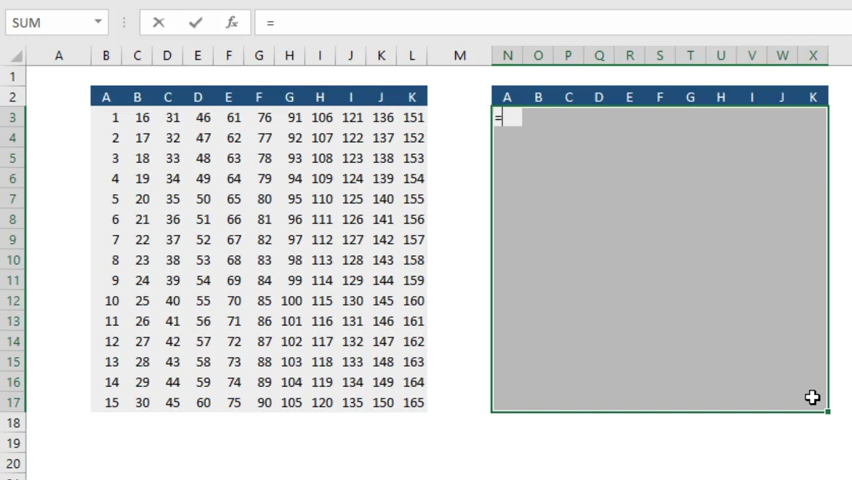 SUM fx =
A B C D E F G H I J K L M N O P Q R S T U V W X
1
2 A B C D E F G H I J K A B C D E F G H I J K
3 1 16 31 46 61 76 91 106 121 136 151 =
4 2 17 32 47 62 77 92 107 122 137 152
5 3 18 33 48 63 78 93 108 123 138 153
6 4 19 34 49 64 79 94 109 124 139 154
7 5 20 35 50 65 80 95 110 125 140 155
8 6 21 36 51 66 81 96 111 126 141 156
9 7 22 37 52 67 82 97 112 127 142 157
10 8 23 38 53 68 83 98 113 128 143 158
11 9 24 39 54 69 84 99 114 129 144 159
12 10 25 40 55 70 85 100 115 130 145 160
13 11 26 41 56 71 86 101 116 131 146 161
14 12 27 42 57 72 87 102 117 132 147 162
15 13 28 43 58 73 88 103 118 133 148 163
16 14 29 44 59 74 89 104 119 134 149 164
17 15 30 45 60 75 90 105 120 135 150 165
18
19
20